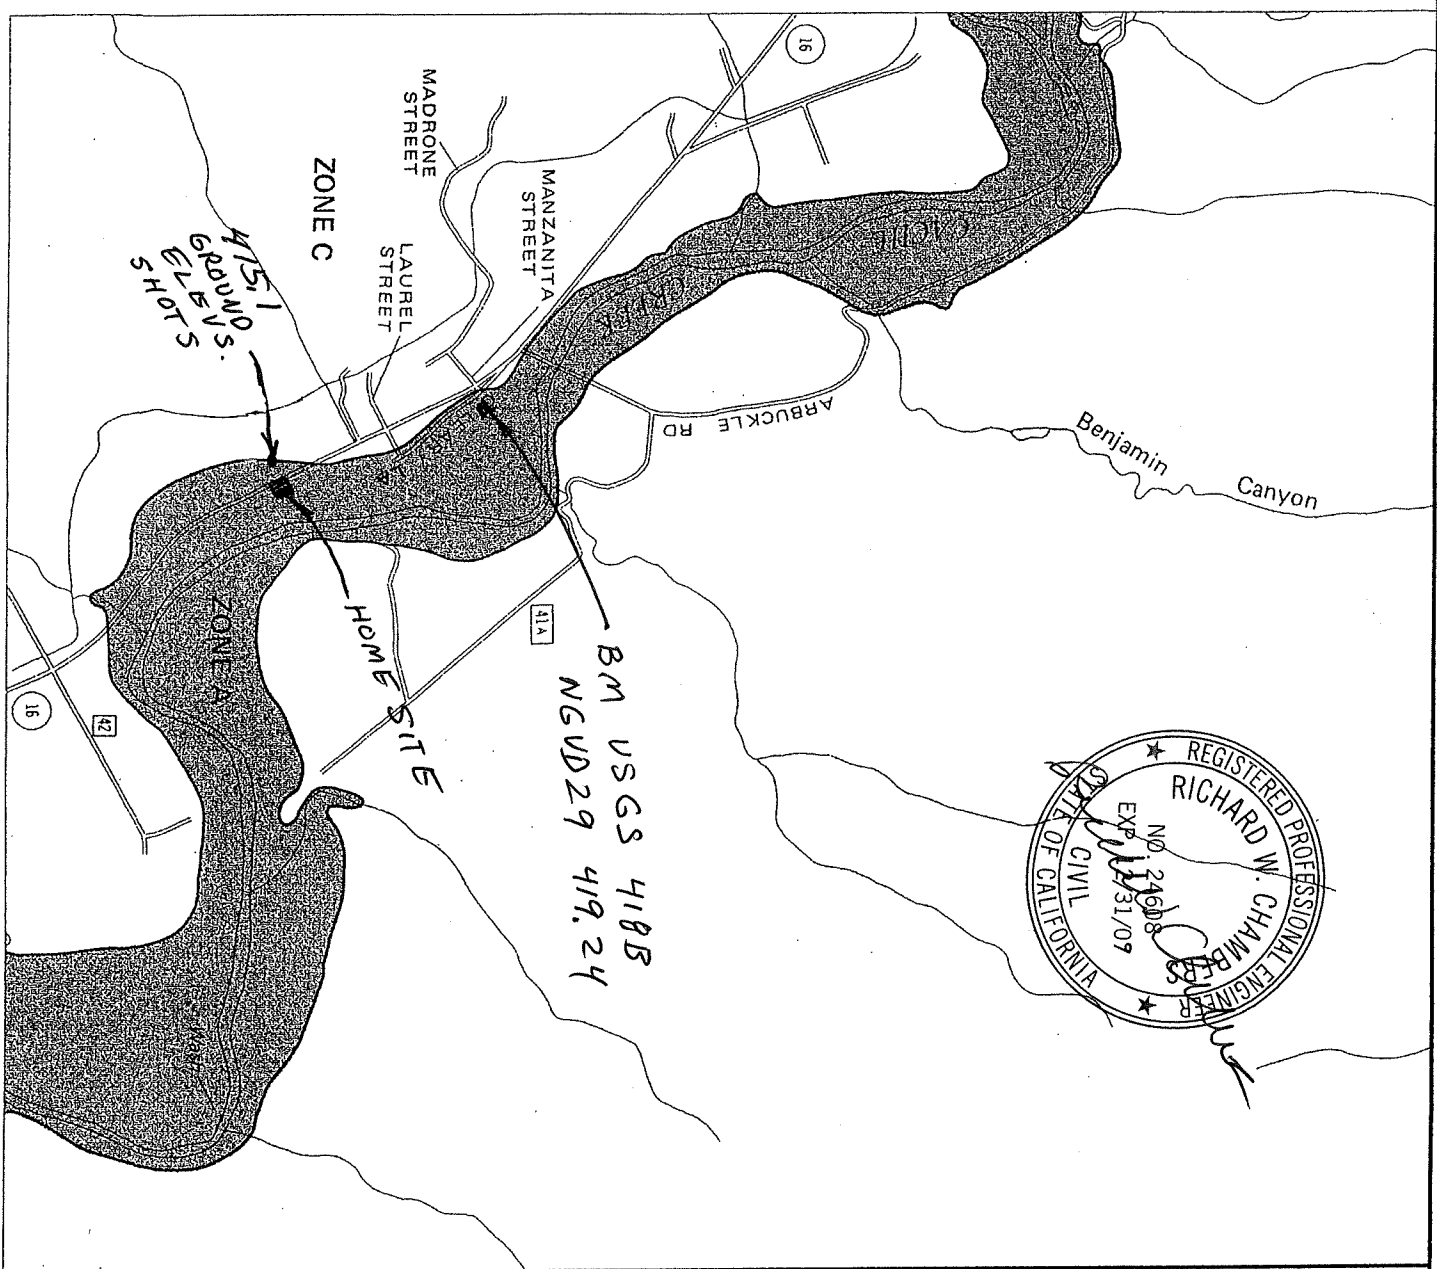 16
MADRONE
STREET
MANZANITA
STREET
ZONE C
LAUREL
STREET
415.1
GROUND
ELEVS.
SHOTS
CACHE
CREEK
ARBUCKLE RD
Benjamin
Canyon
41A
HOME SITE
ZONE A
BM USGS 418B
NGVD29 419.24
42
16
REGISTERED PROFESSIONAL ENGINEER
RICHARD W. CHAMBERS
NO. 24608
EXP. 12/31/09
CIVIL
STATE OF CALIFORNIA